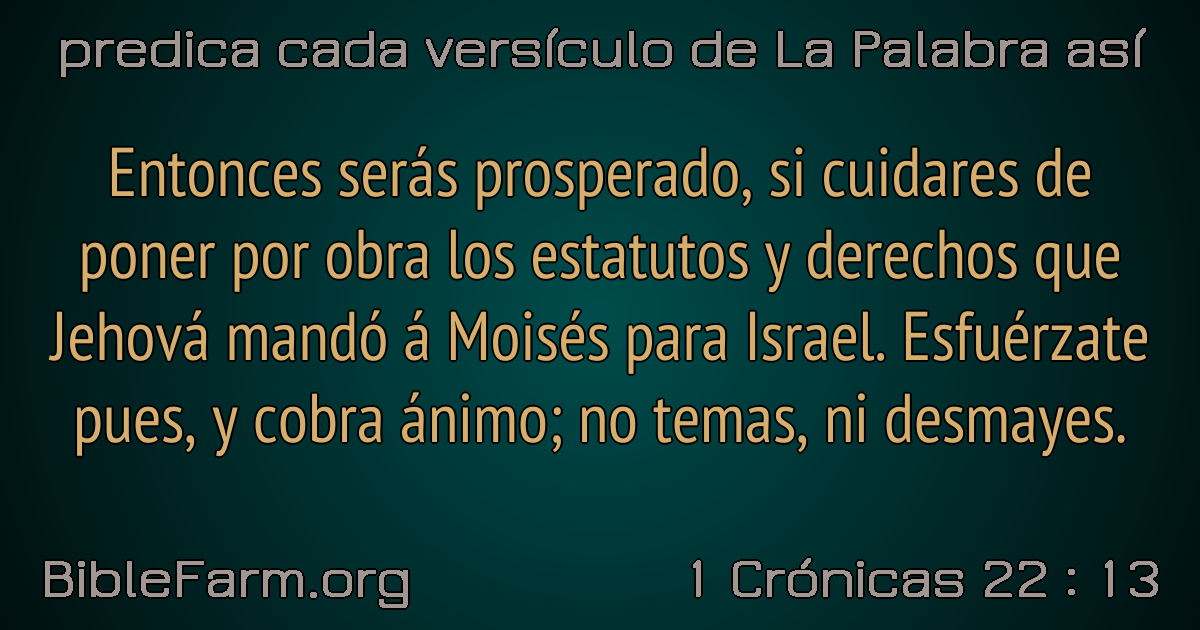 predica cada versículo de La Palabra así
Entonces serás prosperado, si cuidares de
poner por obra los estatutos y derechos que
Jehová mandó á Moisés para Israel. Esfuérzate
pues, y cobra ánimo; no temas, ni desmayes.
BibleFarm.org 1 Crónicas 22 : 13